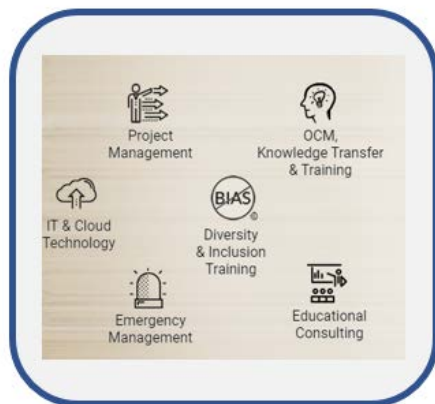 Project
Management
OCM,
Knowledge Transfer
& Training
IT & Cloud
Technology
BIAS
©
Diversity
& Inclusion
Training
Emergency
Management
Educational
Consulting